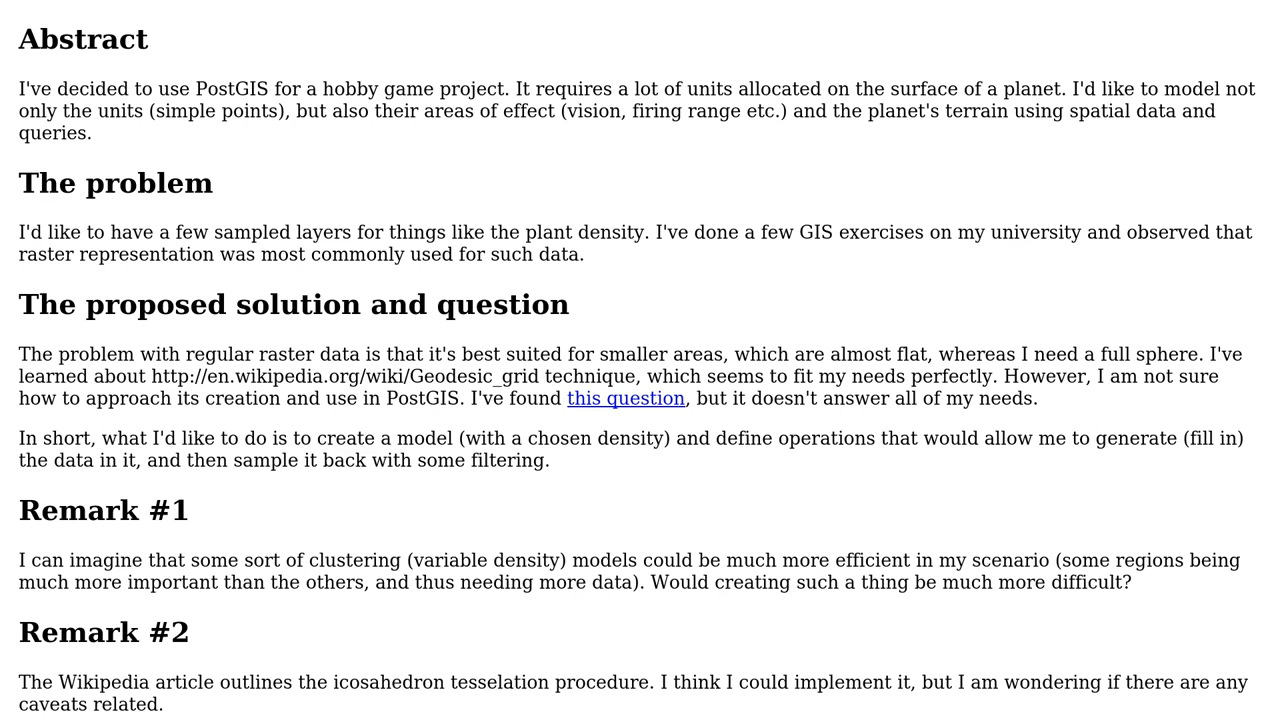 Abstract
I've decided to use PostGIS for a hobby game project. It requires a lot of units allocated on the surface of a planet. I'd like to model not
only the units (simple points), but also their areas of effect (vision, firing range etc.) and the planet's terrain using spatial data and
queries.
The problem
I'd like to have a few sampled layers for things like the plant density. I've done a few GIS exercises on my university and observed that
raster representation was most commonly used for such data.
The proposed solution and question
The problem with regular raster data is that it's best suited for smaller areas, which are almost flat, whereas I need a full sphere. I've
learned about http://en.wikipedia.org/wiki/Geodesic_grid technique, which seems to fit my needs perfectly. However, I am not sure
how to approach its creation and use in PostGIS. I've found this question, but it doesn't answer all of my needs.
In short, what I'd like to do is to create a model (with a chosen density) and define operations that would allow me to generate (fill in)
the data in it, and then sample it back with some filtering.
Remark #1
I can imagine that some sort of clustering (variable density) models could be much more efficient in my scenario (some regions being
much more important than the others, and thus needing more data). Would creating such a thing be much more difficult?
Remark #2
The Wikipedia article outlines the icosahedron tesselation procedure. I think I could implement it, but I am wondering if there are any
caveats related.